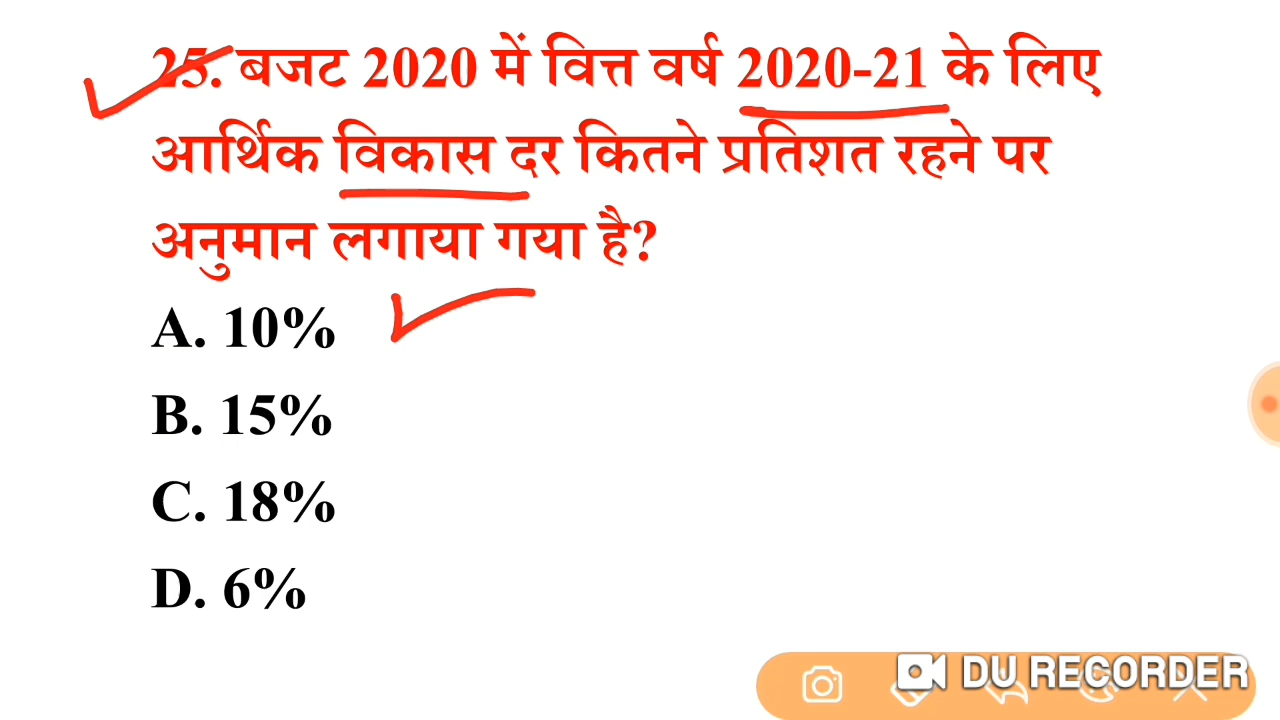 25. बजट 2020 में वित्त वर्ष 2020-21 के लिए
आर्थिक विकास दर कितने प्रतिशत रहने पर
अनुमान लगाया गया है?
A. 10%
B. 15%
C. 18%
D. 6%
DU RECORDER